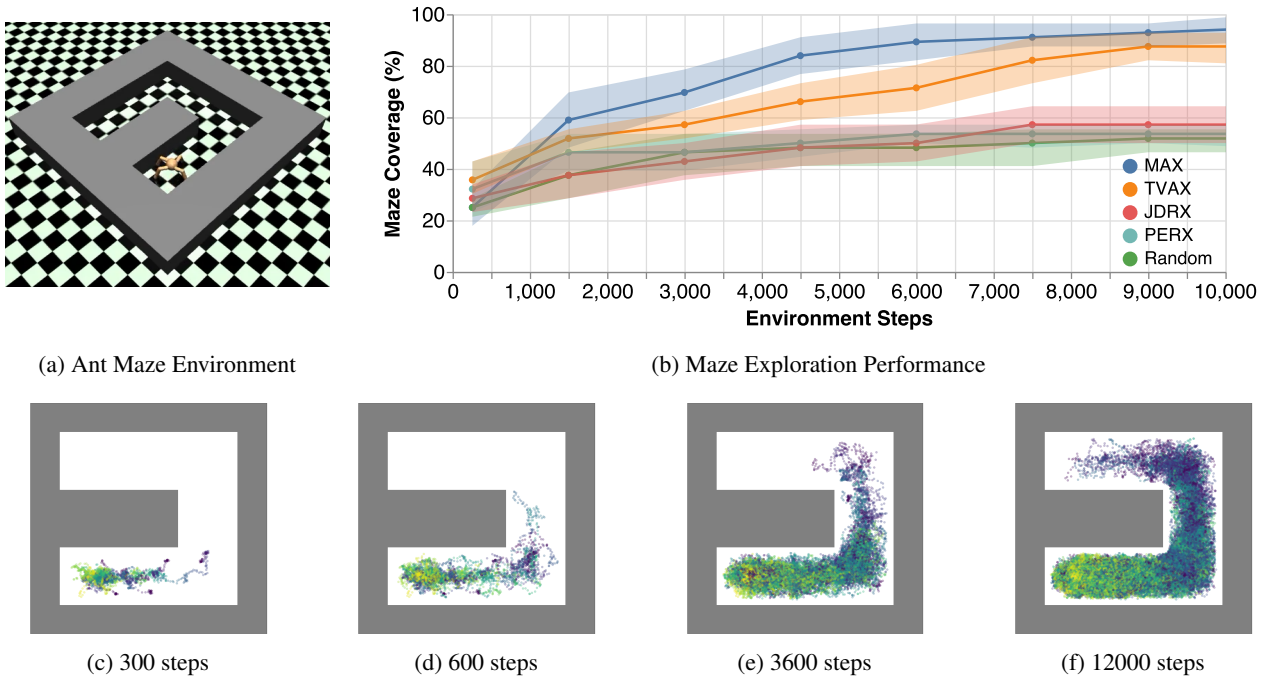 100
80
60
40
20
0
Maze Coverage (%)
MAX
TVAX
JDRX
PERX
Random
0 1,000 2,000 3,000 4,000 5,000 6,000 7,000 8,000 9,000 10,000
Environment Steps
(a) Ant Maze Environment
(b) Maze Exploration Performance
(c) 300 steps
(d) 600 steps
(e) 3600 steps
(f) 12000 steps